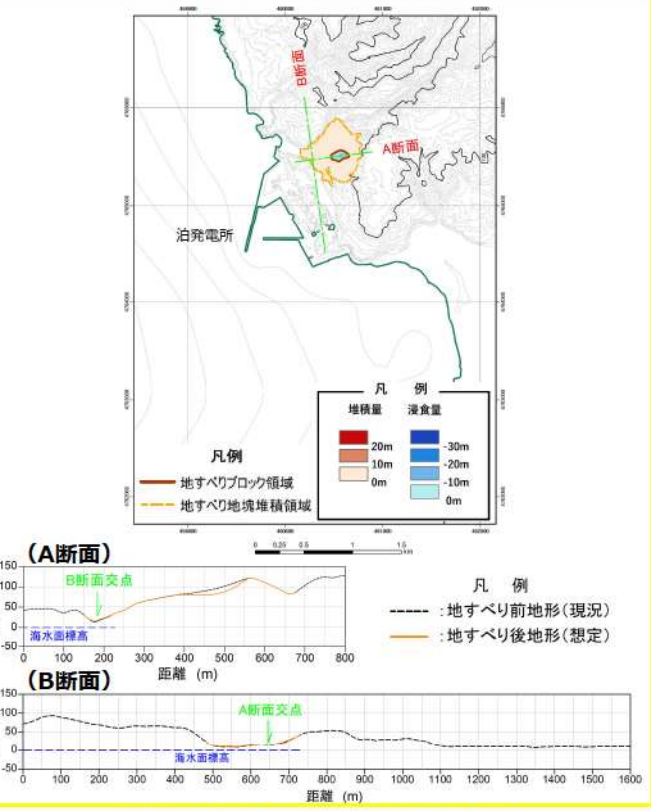 B断面
A断面
泊発電所
凡 例
堆積量 浸食量
20m -30m
10m -20m
0m -10m
0m
凡例
地すべりブロック領域
地すべり地塊堆積領域
0 0.25 0.5 1 1.5
km
(A断面)
150
100
50
0
-50
B断面交点
海水面標高
0 100 200 300 400 500 600 700 800
距離 (m)
凡 例
:地すべり前地形(現況)
:地すべり後地形(想定)
(B断面)
150
100
50
0
-50
A断面交点
海水面標高
0 100 200 300 400 500 600 700 800 900 1000 1100 1200 1300 1400 1500 1600
距離 (m)